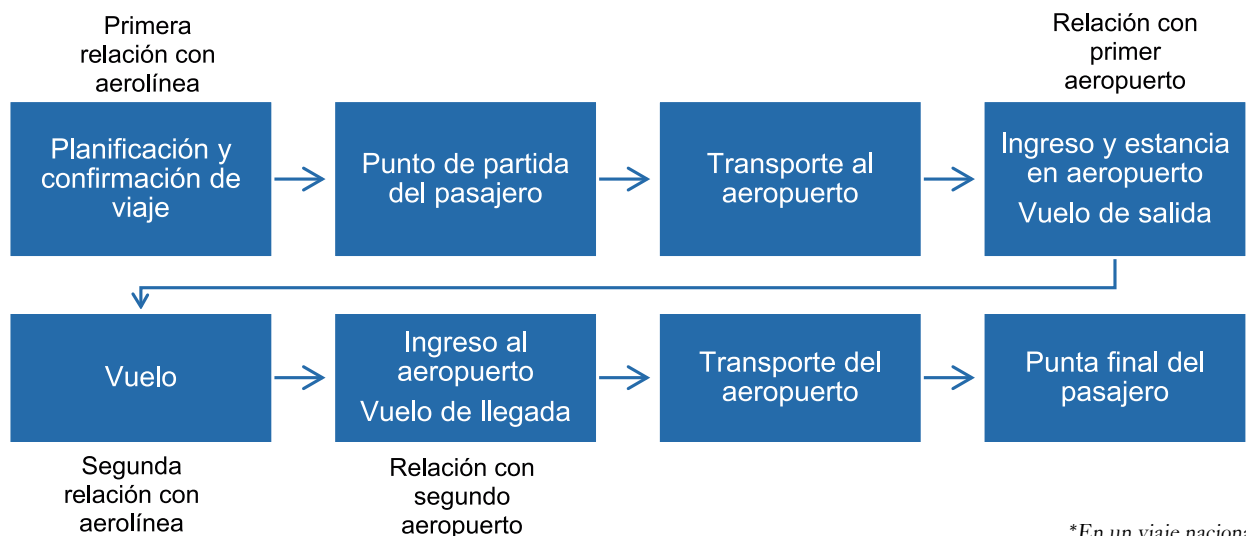 Primera
relación con
aerolínea
Relación con
primer
aeropuerto
Planificación y
confirmación de
viaje
Punto de partida
del pasajero
Transporte al
aeropuerto
Ingreso y estancia
en aeropuerto
Vuelo de salida
Vuelo
Ingreso al
aeropuerto
Vuelo de llegada
Transporte del
aeropuerto
Punta final del
pasajero
Segunda
relación con
aerolínea
Relación con
segundo
aeropuerto
*En un viaje naciona